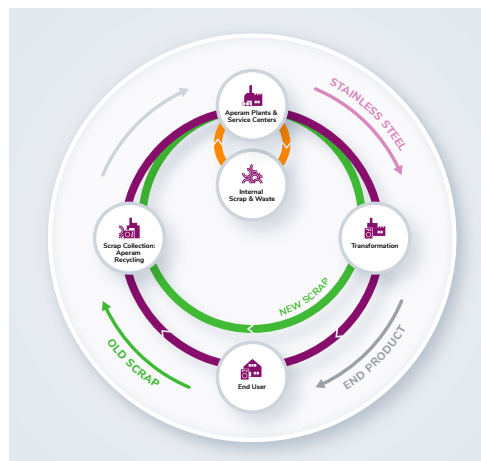 STAINLESS STEEL
Aperam Plants &
Service Centers
Internal
Scrap & Waste
Scrap Collection:
Aperam
Recycling
Transformation
NEW SCRAP
OLD SCRAP
END PRODUCT
End User